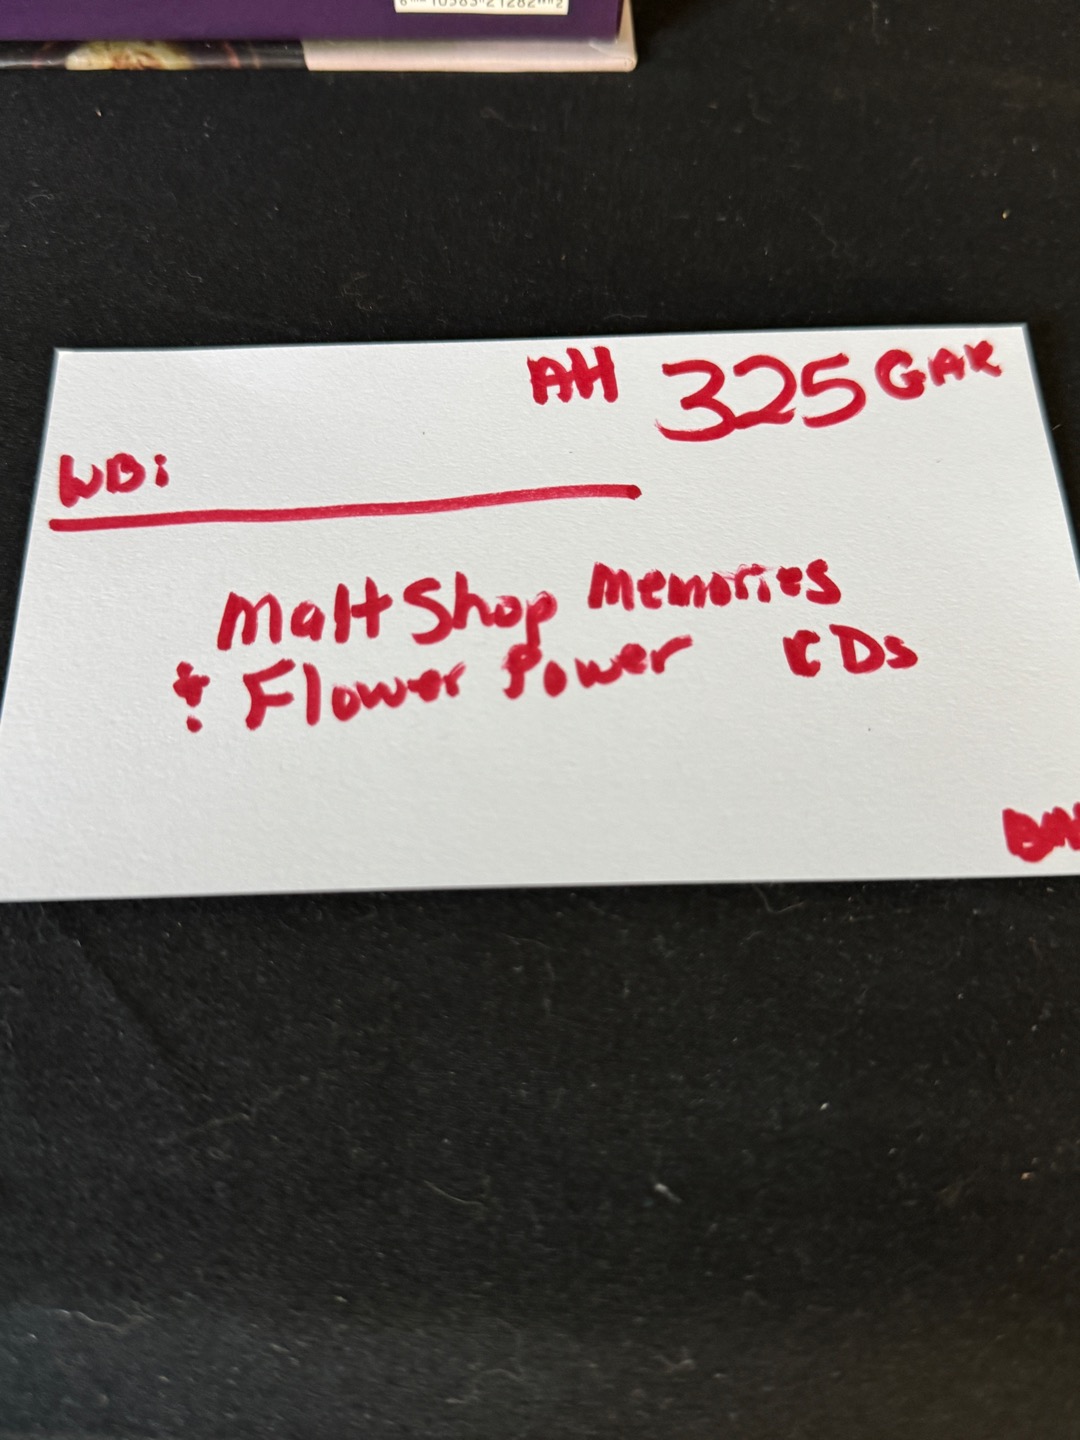 AH 325 GAR
WB:
Malt Shop Memories
& Flower Power CDs